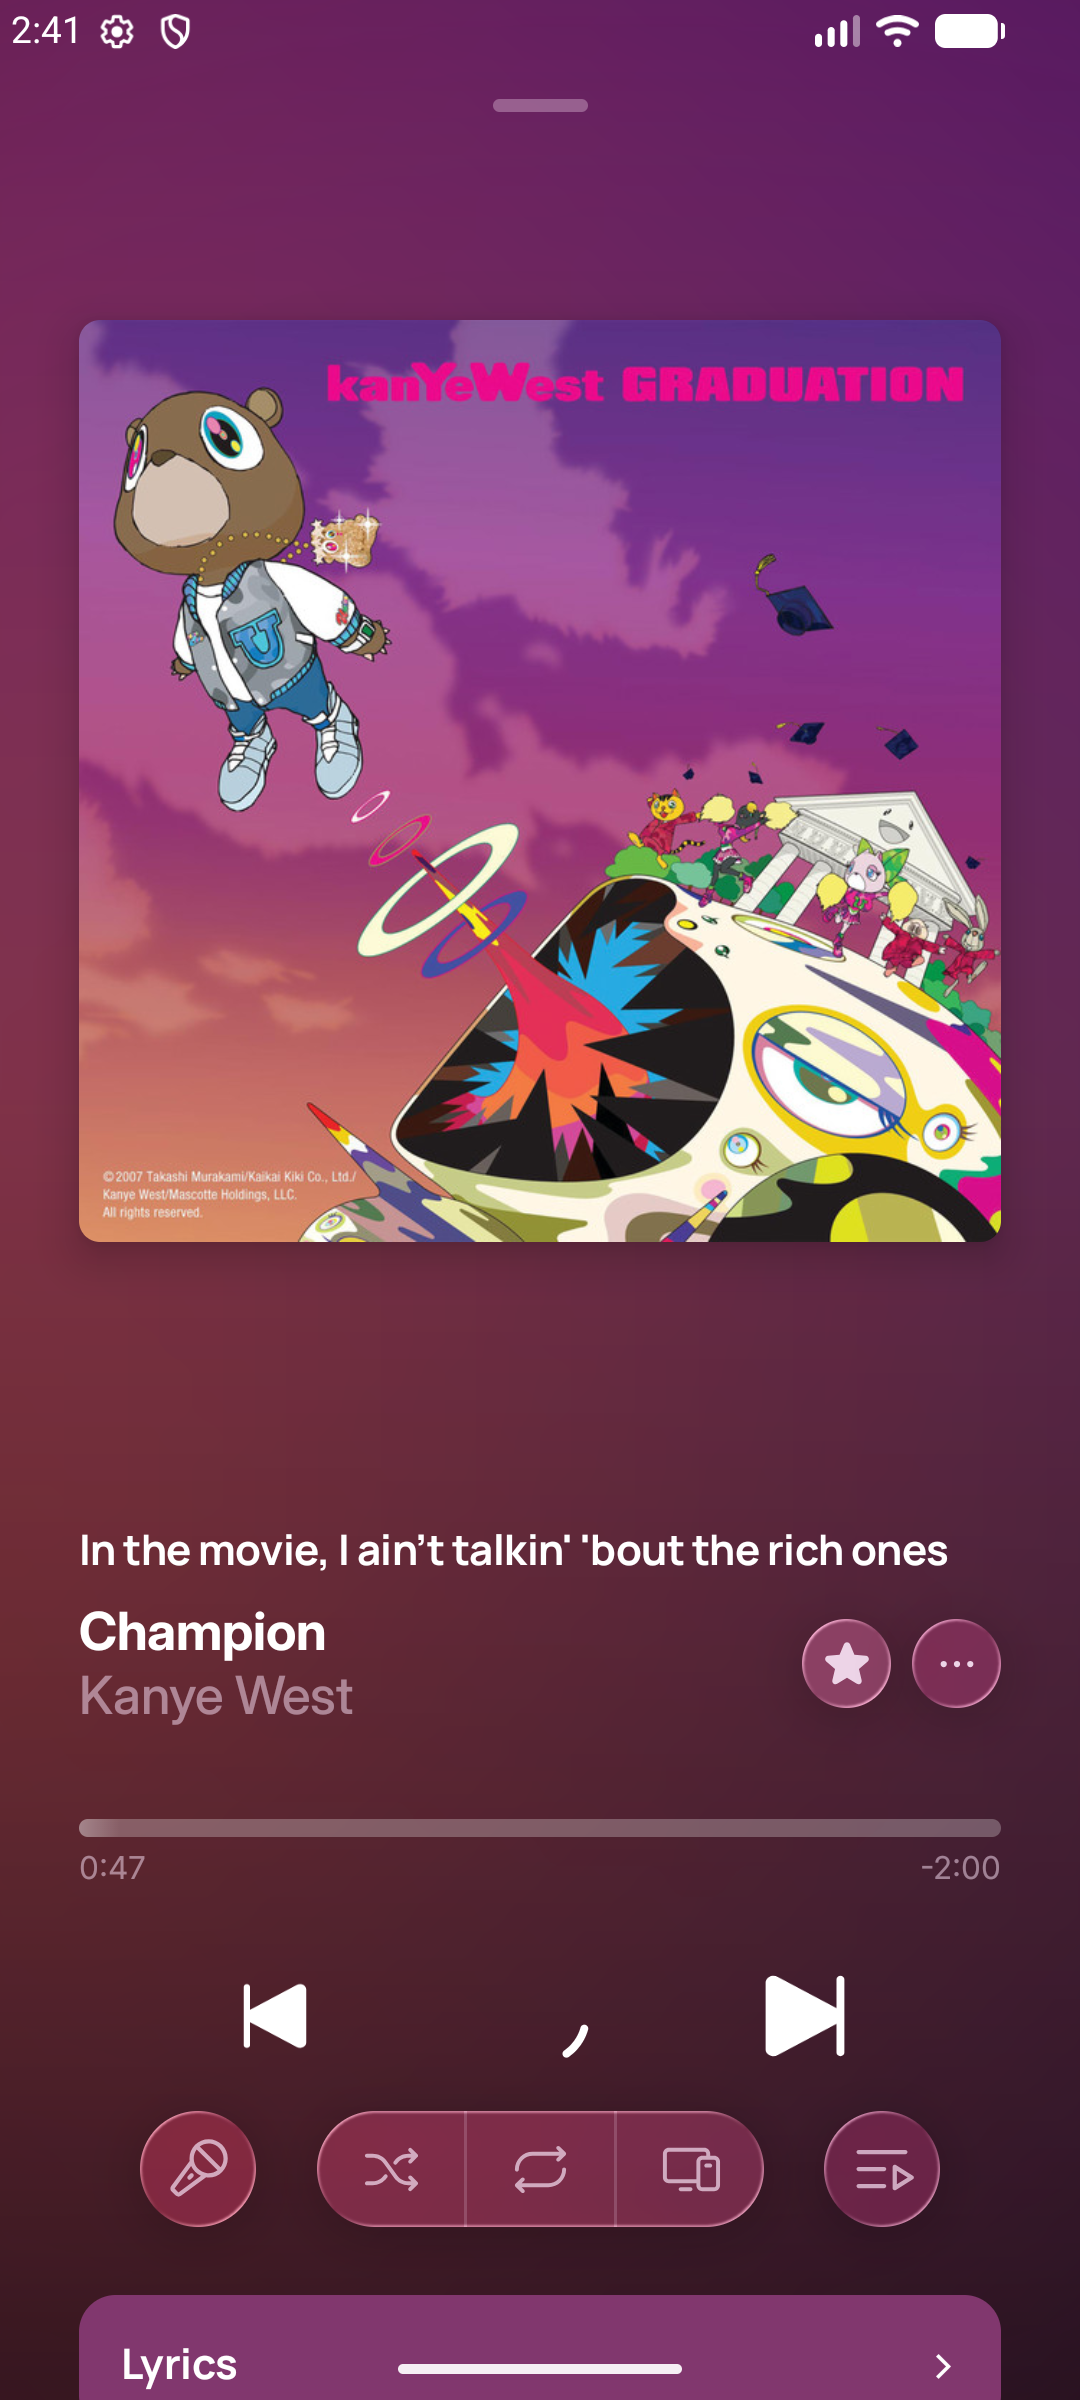 2:41
kanYeWest GRADUATION
U
©2007 Takashi Murakami/Kaikai Kiki Co., Ltd./
Kanye West/Mascotte Holdings, LLC.
All rights reserved.
In the movie, I ain't talkin' 'bout the rich ones
Champion
Kanye West
0:47
-2:00
Lyrics